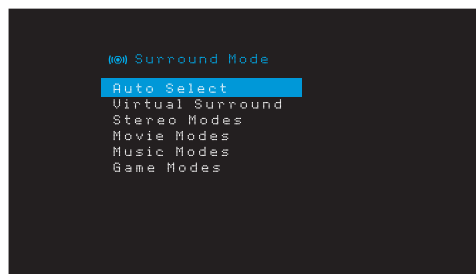 Surround Mode
Auto Select
Virtual Surround
Stereo Modes
Movie Modes
Music Modes
Game Modes